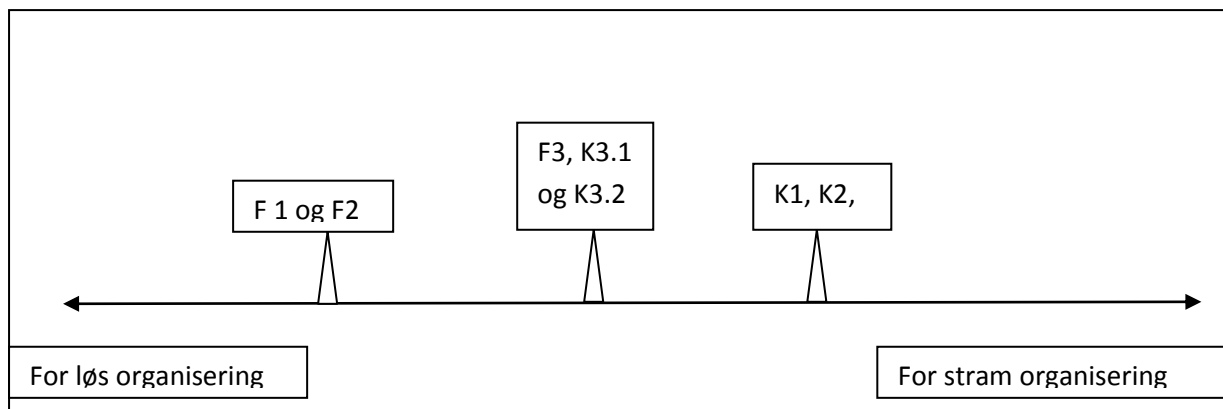 F 1 og F2
F3, K3.1
og K3.2
K1, K2,
For løs organisering
For stram organisering